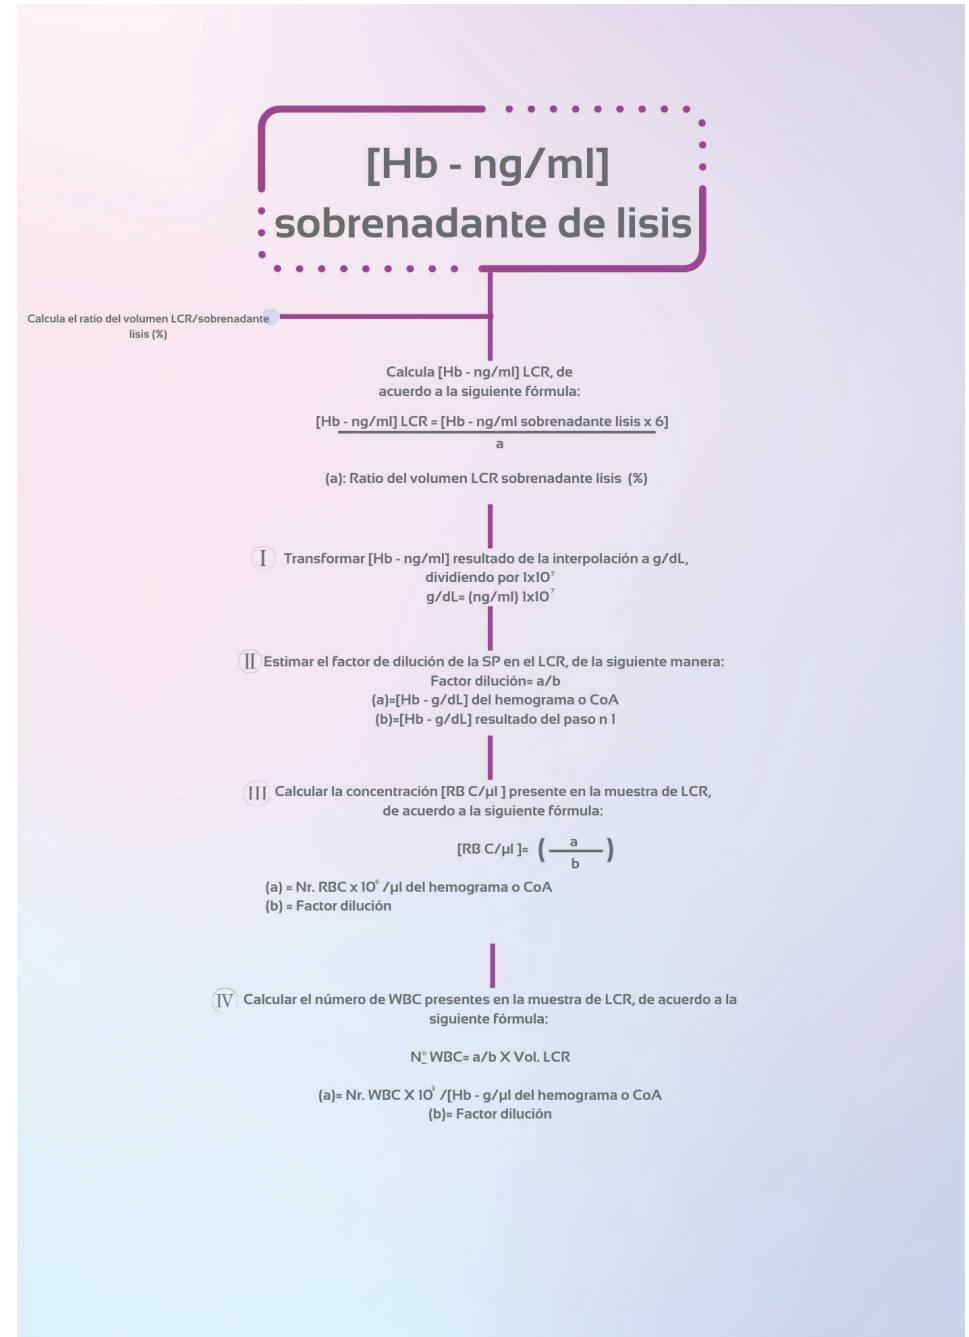 [Hb - ng/ml]
sobrenadante de lisis
Calcula el ratio del volumen LCR/sobrenadante
lisis (%)
Calcula [Hb - ng/ml] LCR, de
acuerdo a la siguiente fórmula:
[Hb - ng/ml] LCR = [Hb - ng/ml sobrenadante lisis x 6]
a
(a): Ratio del volumen LCR sobrenadante lisis (%)
I Transformar [Hb - ng/ml] resultado de la interpolación a g/dL,
dividiendo por 1x10⁷
g/dL= (ng/ml) 1x10⁷
II Estimar el factor de dilución de la SP en el LCR, de la siguiente manera:
Factor dilución= a/b
(a)=[Hb - g/dL] del hemograma o CoA
(b)=[Hb - g/dL] resultado del paso n 1
III Calcular la concentración [RB C/µl ] presente en la muestra de LCR,
de acuerdo a la siguiente fórmula:
[RB C/µl ]= ( a
b )
(a) = Nr. RBC x 10⁶ /µl del hemograma o CoA
(b) = Factor dilución
IV Calcular el número de WBC presentes en la muestra de LCR, de acuerdo a la
siguiente fórmula:
Nº WBC= a/b X Vol. LCR
(a)= Nr. WBC X 10³ /[Hb - g/µl del hemograma o CoA
(b)= Factor dilución